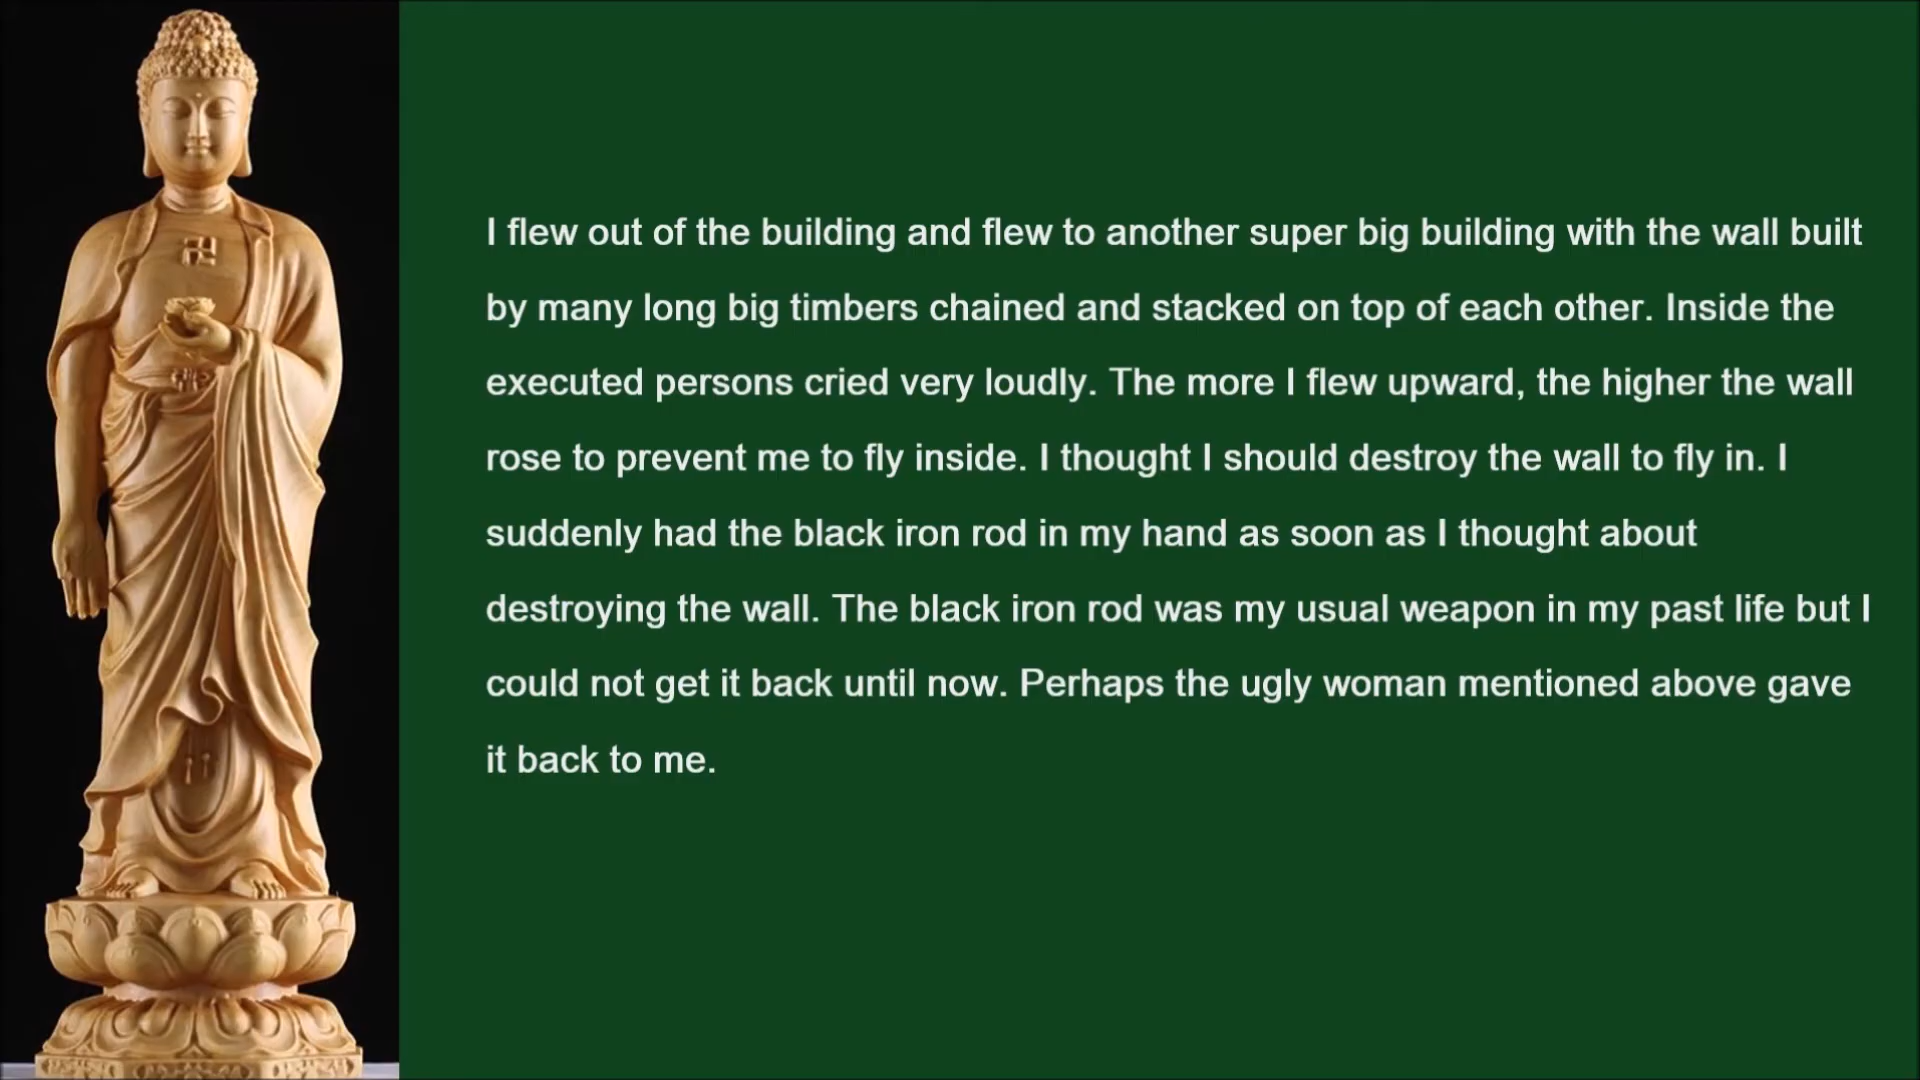 I flew out of the building and flew to another super big building with the wall built
by many long big timbers chained and stacked on top of each other. Inside the
executed persons cried very loudly. The more I flew upward, the higher the wall
rose to prevent me to fly inside. I thought I should destroy the wall to fly in. I
suddenly had the black iron rod in my hand as soon as I thought about
destroying the wall. The black iron rod was my usual weapon in my past life but I
could not get it back until now. Perhaps the ugly woman mentioned above gave
it back to me.